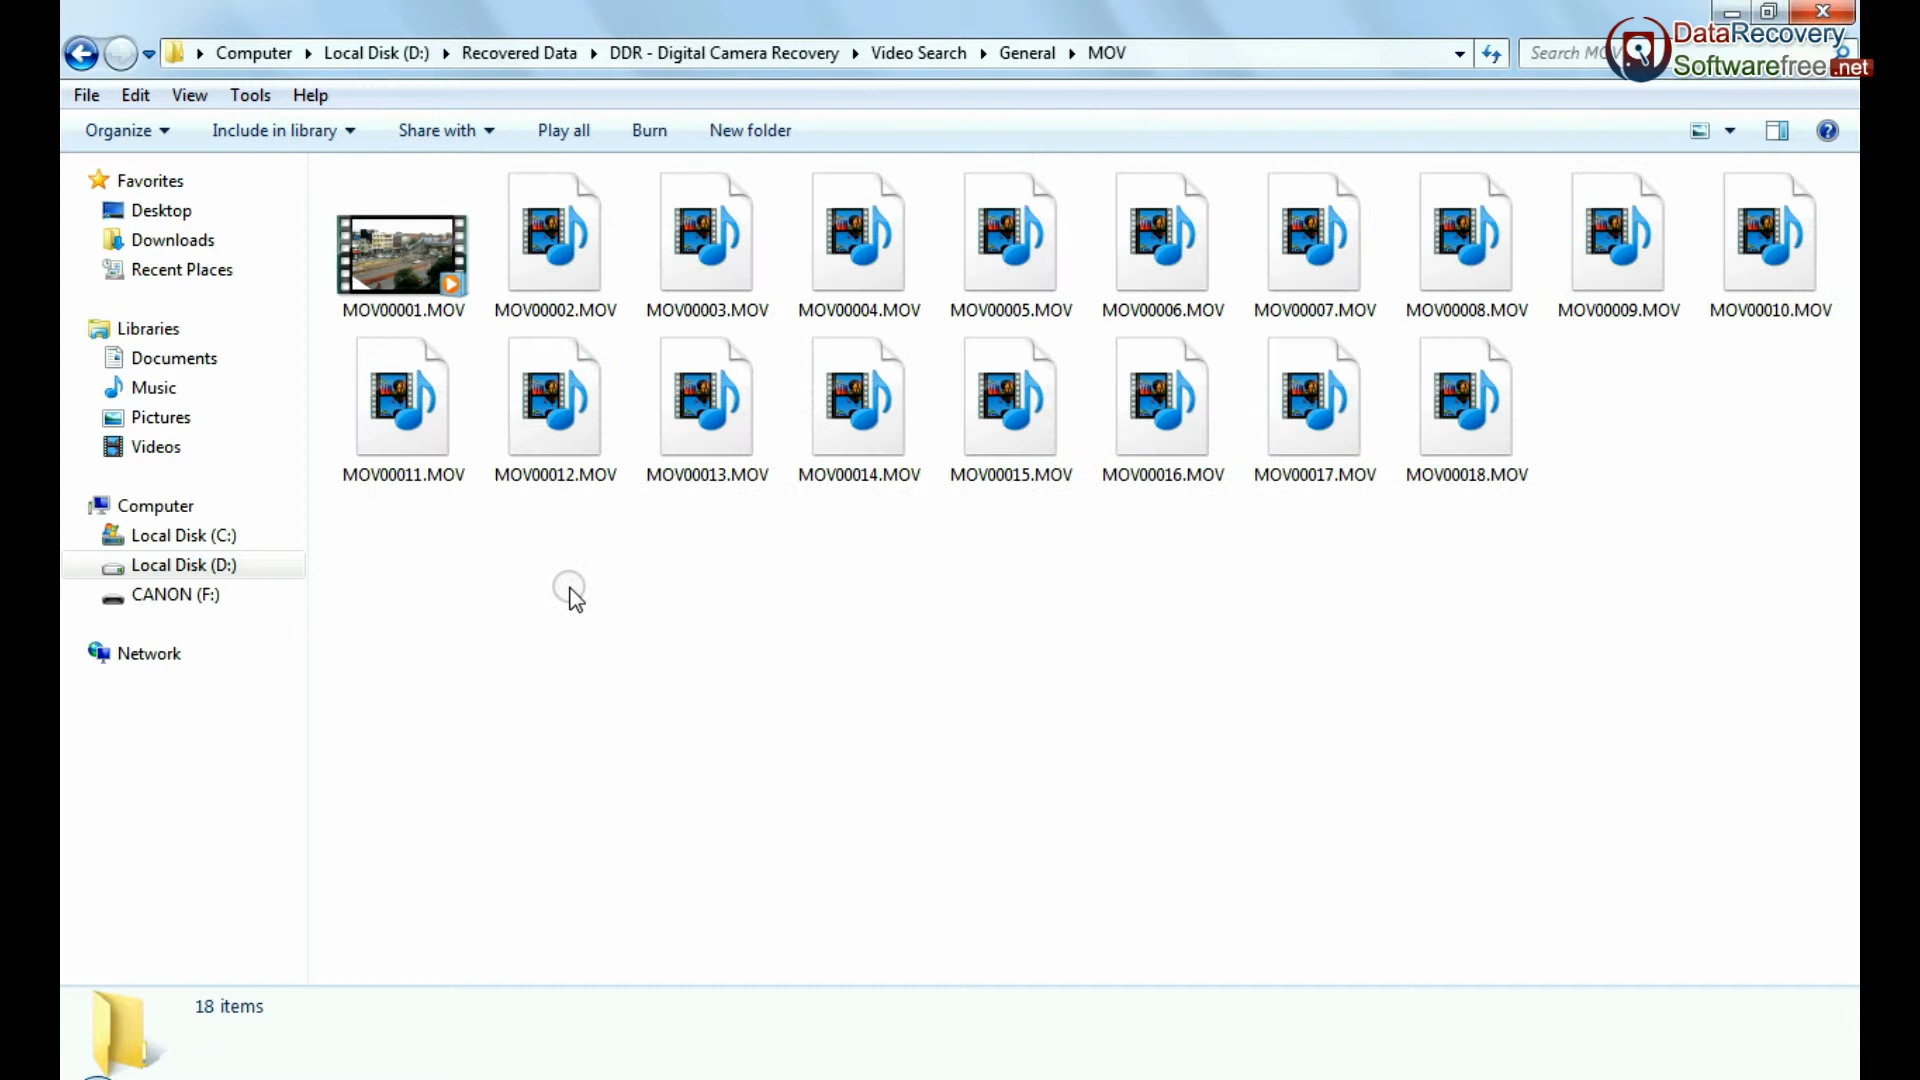 Computer Local Disk (D:) Recovered Data DDR - Digital Camera Recovery Video Search General MOV
Search MO
DataRecovery
Softwarefree.net
File Edit View Tools Help
Organize Include in library Share with Play all Burn New folder
Favorites
Desktop
Downloads
Recent Places
Libraries
Documents
Music
Pictures
Videos
Computer
Local Disk (C:)
Local Disk (D:)
CANON (F:)
Network
MOV00001.MOV MOV00002.MOV MOV00003.MOV MOV00004.MOV MOV00005.MOV MOV00006.MOV MOV00007.MOV MOV00008.MOV MOV00009.MOV MOV00010.MOV
MOV00011.MOV MOV00012.MOV MOV00013.MOV MOV00014.MOV MOV00015.MOV MOV00016.MOV MOV00017.MOV MOV00018.MOV
18 items